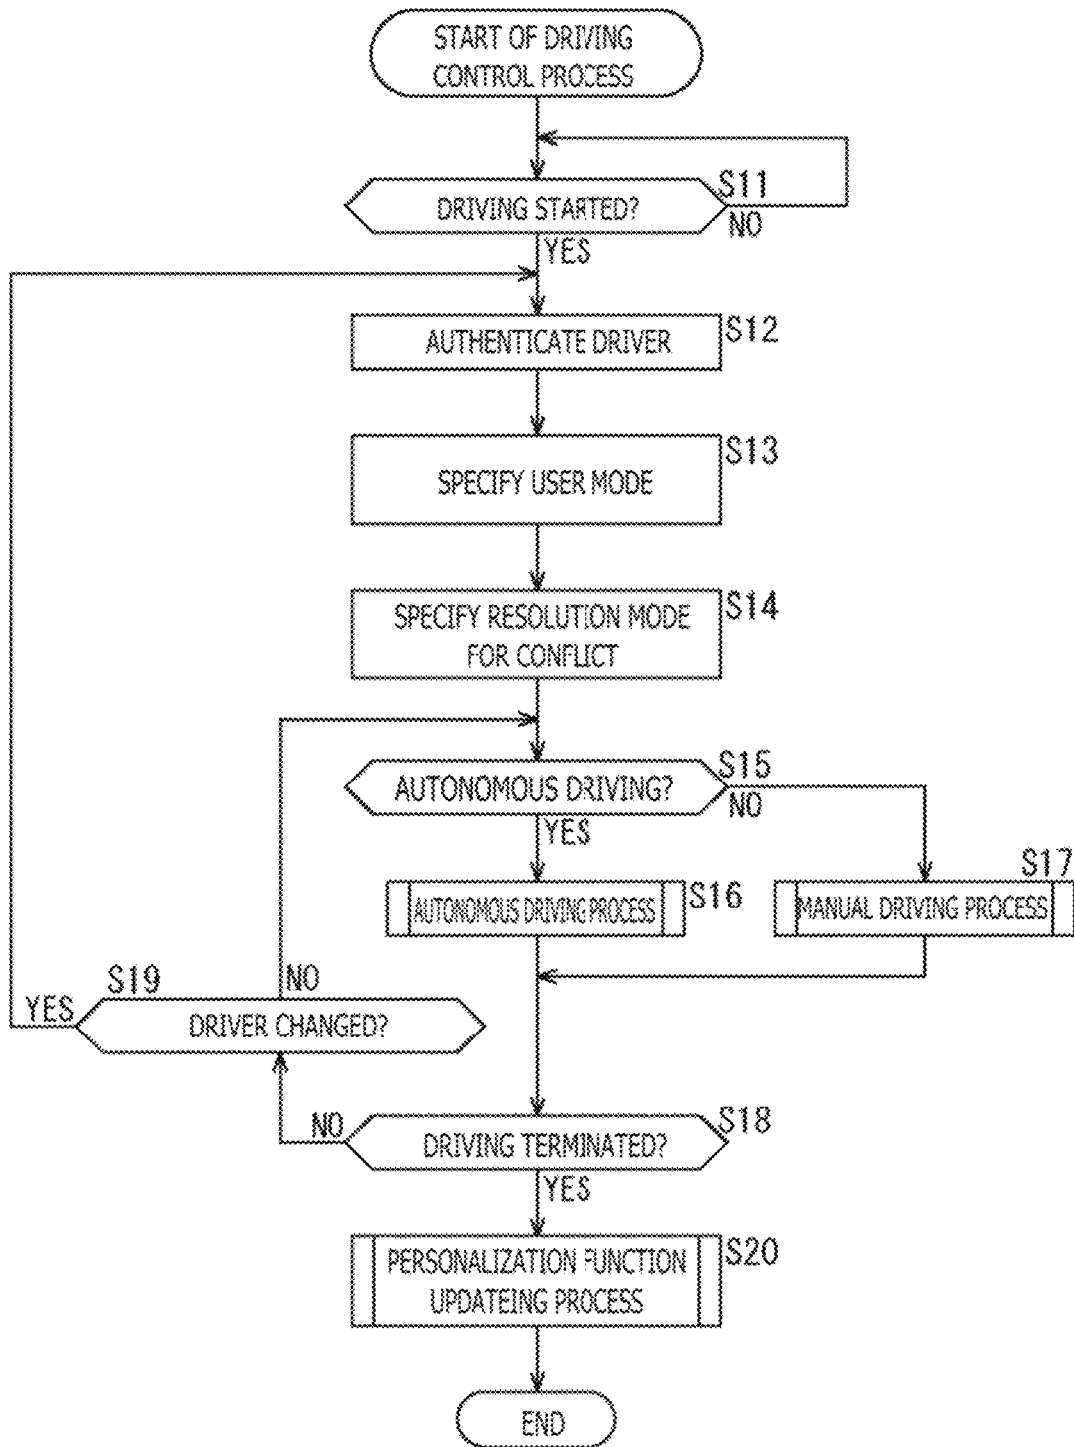 START OF DRIVING
CONTROL PROCESS
S11
DRIVING STARTED?
NO
YES
S12
AUTHENTICATE DRIVER
S13
SPECIFY USER MODE
S14
SPECIFY RESOLUTION MODE
FOR CONFLICT
S15
AUTONOMOUS DRIVING?
NO
YES
S17
AUTONOMOUS DRIVING PROCESS
S16
MANUAL DRIVING PROCESS
S19
NO
YES
DRIVER CHANGED?
NO
S18
DRIVING TERMINATED?
YES
PERSONALIZATION FUNCTION
UPDATEING PROCESS
S20
END